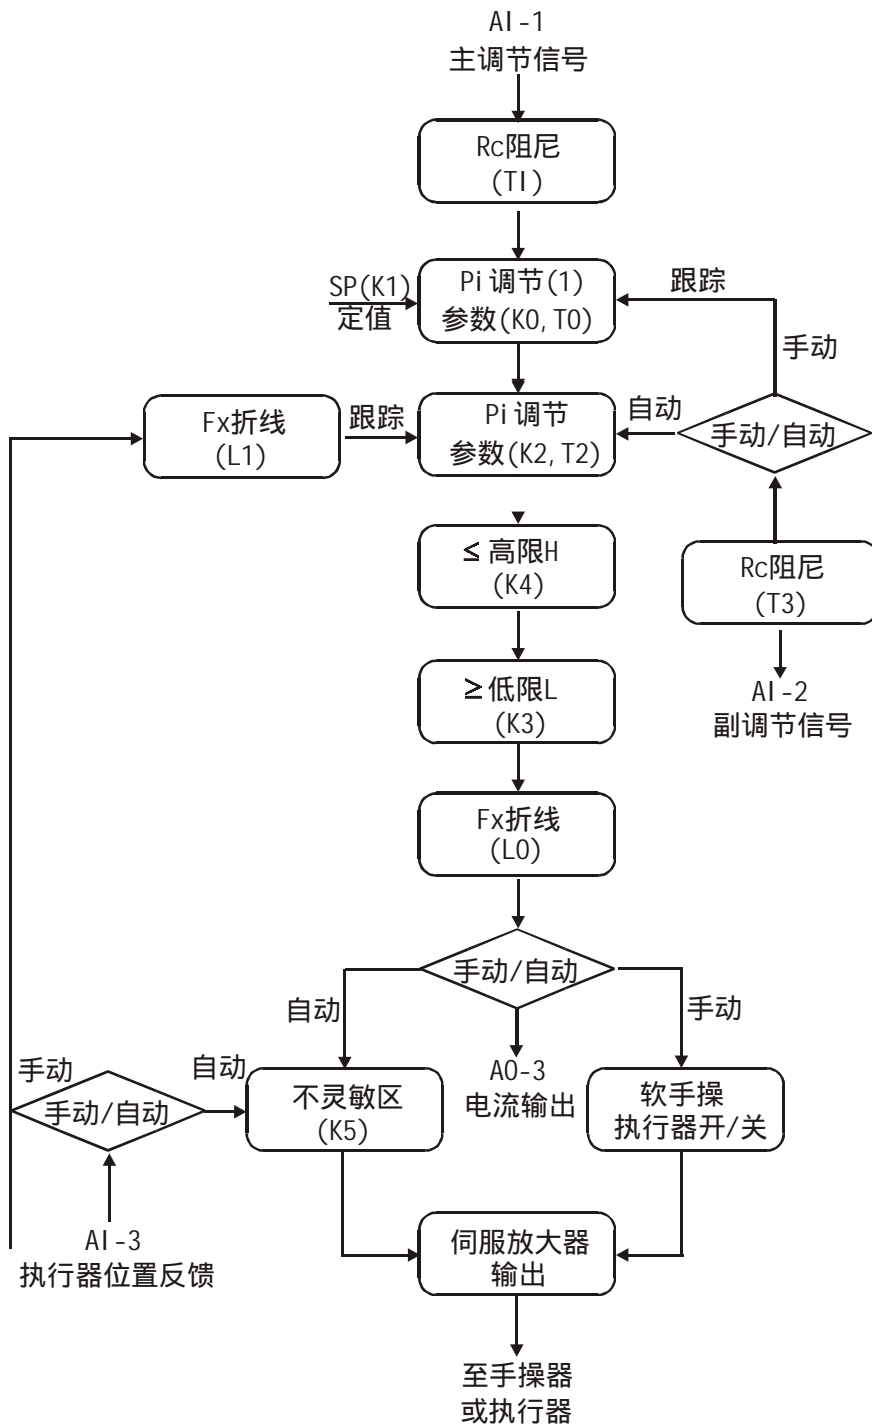 AI-1
主调节信号
Rc阻尼
(TI)
SP(K1)
定值
Pi调节(1)
参数(K0,T0)
跟踪
手动
Fx折线
(L1)
跟踪
Pi调节
参数(K2,T2)
自动
手动/自动
≤高限H
(K4)
Rc阻尼
(T3)
≥低限L
(K3)
AI-2
副调节信号
Fx折线
(L0)
手动/自动
自动
手动
手动
自动
手动/自动
不灵敏区
(K5)
AO-3
电流输出
软手操
执行器开/关
AI-3
执行器位置反馈
伺服放大器
输出
至手操器
或执行器